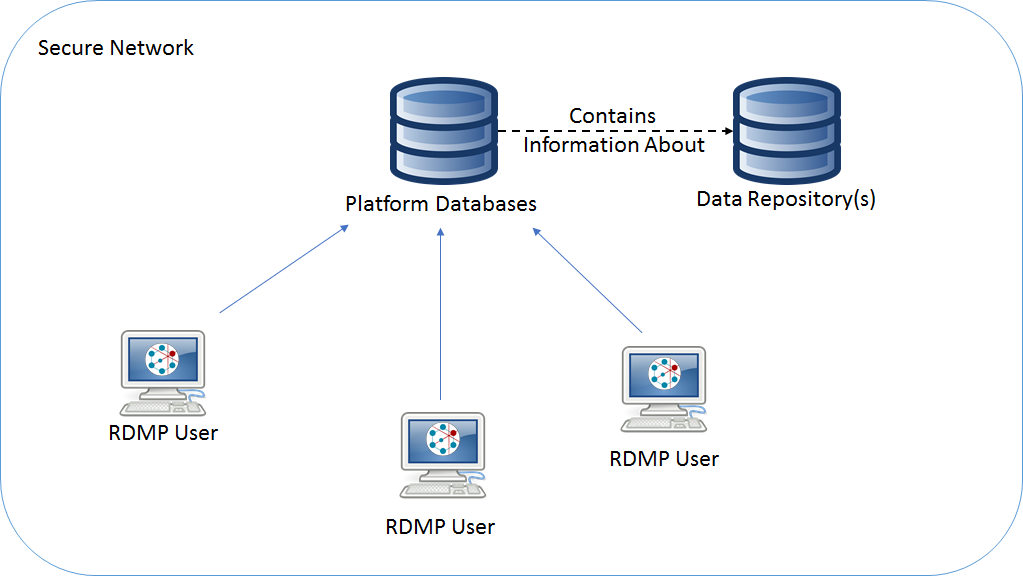 Secure Network
Contains
Information About
Platform Databases
Data Repository(s)
RDMP User
RDMP User
RDMP User